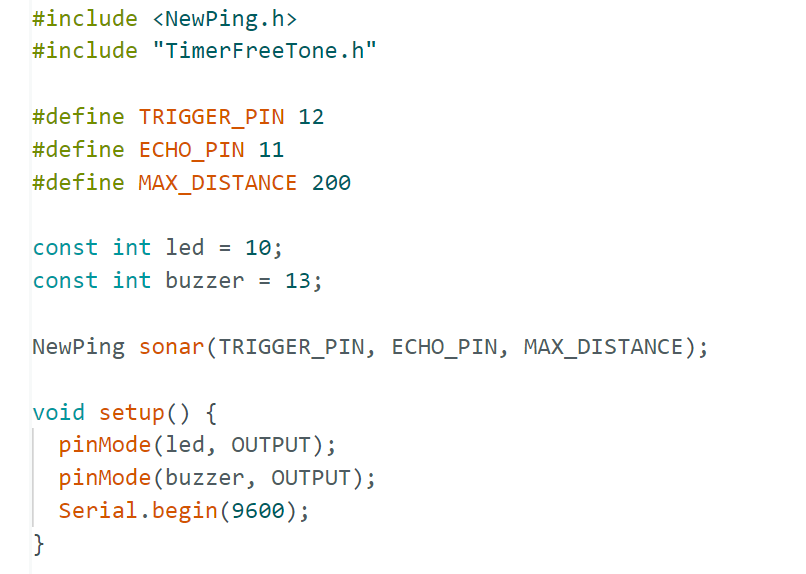 #include <NewPing.h>
#include "TimerFreeTone.h"
#define TRIGGER_PIN 12
#define ECHO_PIN 11
#define MAX_DISTANCE 200
const int led = 10;
const int buzzer = 13;
NewPing sonar(TRIGGER_PIN, ECHO_PIN, MAX_DISTANCE);
void setup() {
  pinMode(led, OUTPUT);
  pinMode(buzzer, OUTPUT);
  Serial.begin(9600);
}